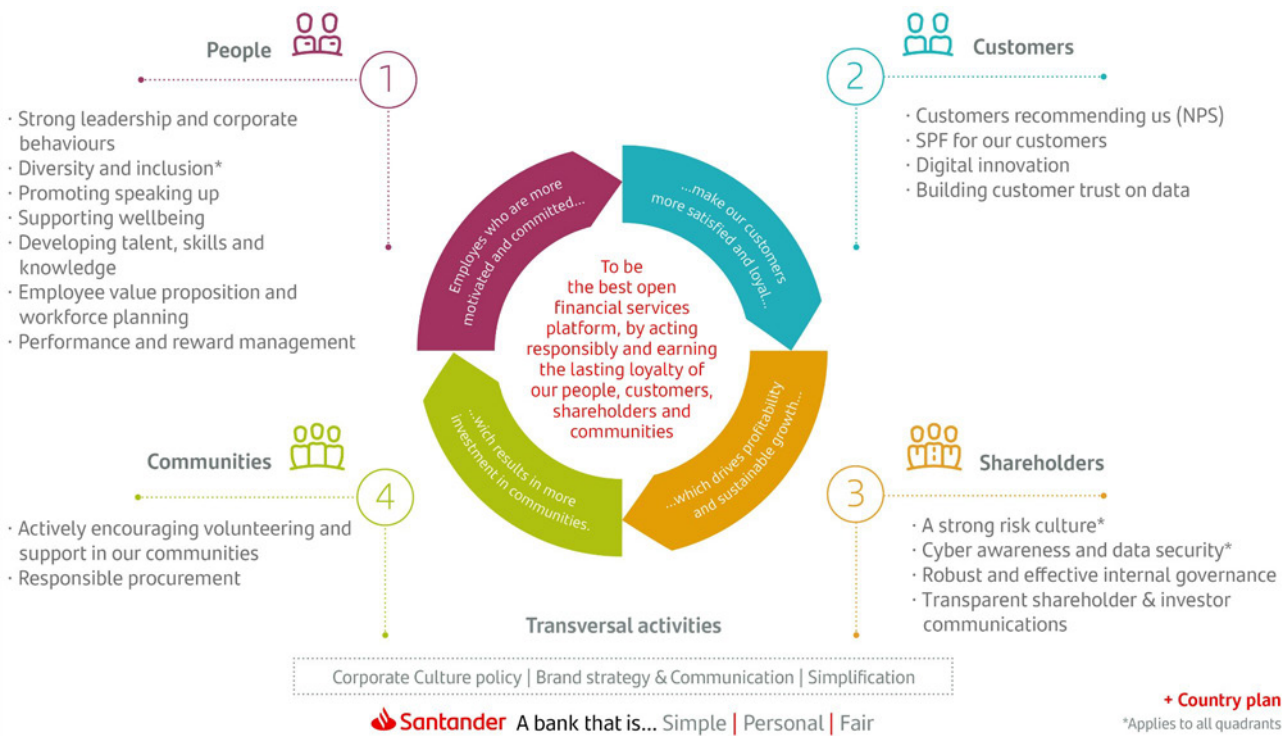 People
1
· Strong leadership and corporate
behaviours
· Diversity and inclusion*
· Promoting speaking up
· Supporting wellbeing
· Developing talent, skills and
knowledge
· Employee value proposition and
workforce planning
· Performance and reward management
2
Customers
· Customers recommending us (NPS)
· SPF for our customers
· Digital innovation
· Building customer trust on data
Employes who are more
motivated and committed...
...make our customers
more satisfied and loyal...
...which drives profitability
and sustainable growth...
...wich results in more
investment in communities.
To be
the best open
financial services
platform, by acting
responsibly and earning
the lasting loyalty of
our people, customers,
shareholders and
communities
3
Shareholders
· A strong risk culture*
· Cyber awareness and data security*
· Robust and effective internal governance
· Transparent shareholder & investor
communications
Communities
4
· Actively encouraging volunteering and
support in our communities
· Responsible procurement
Transversal activities
Corporate Culture policy | Brand strategy & Communication | Simplification
Santander A bank that is... Simple | Personal | Fair
+ Country plan
*Applies to all quadrants